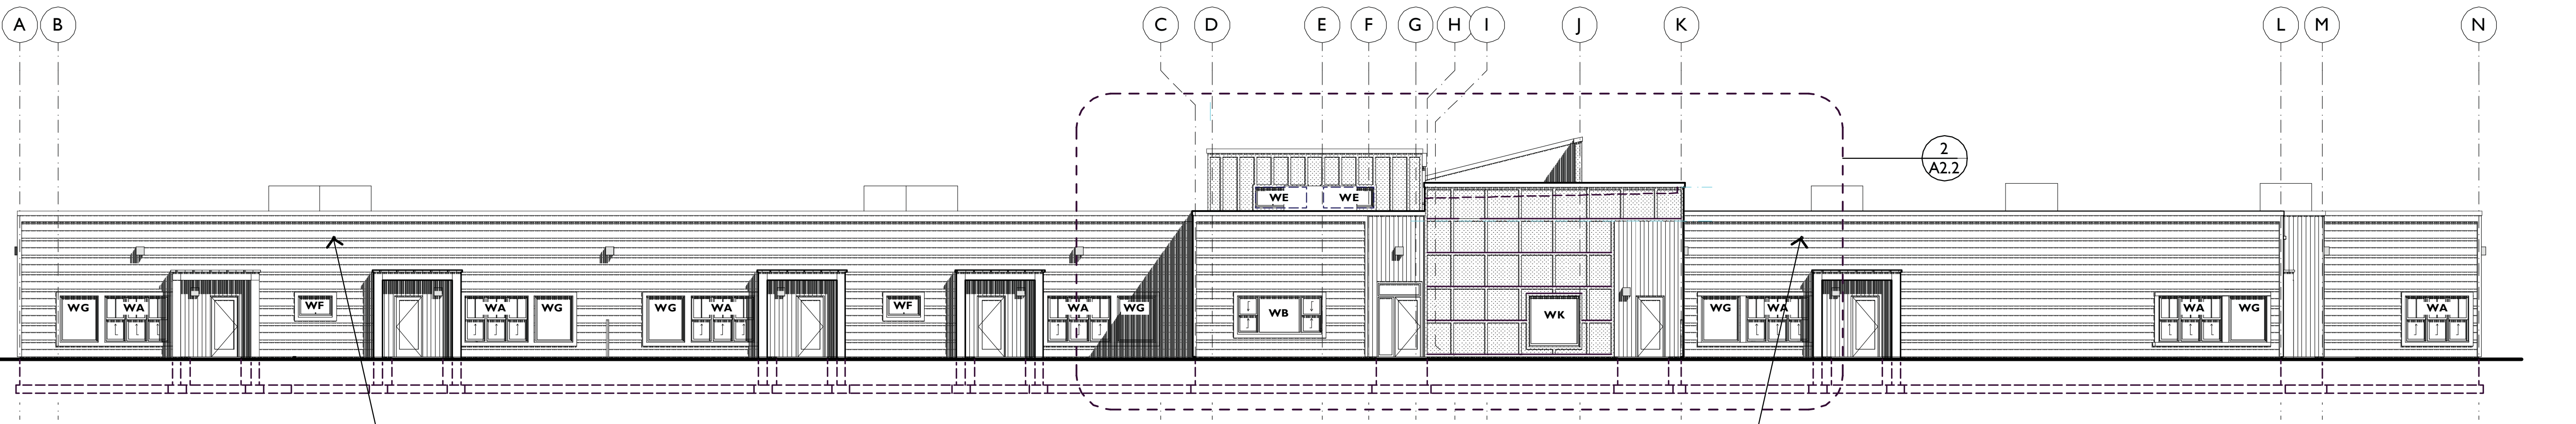 A B C D E F G H I J K L M N
2
A2.2
WE WE
WG WA WF WA WG WG WA WF WA WG WB WK WG WA WA WG WA